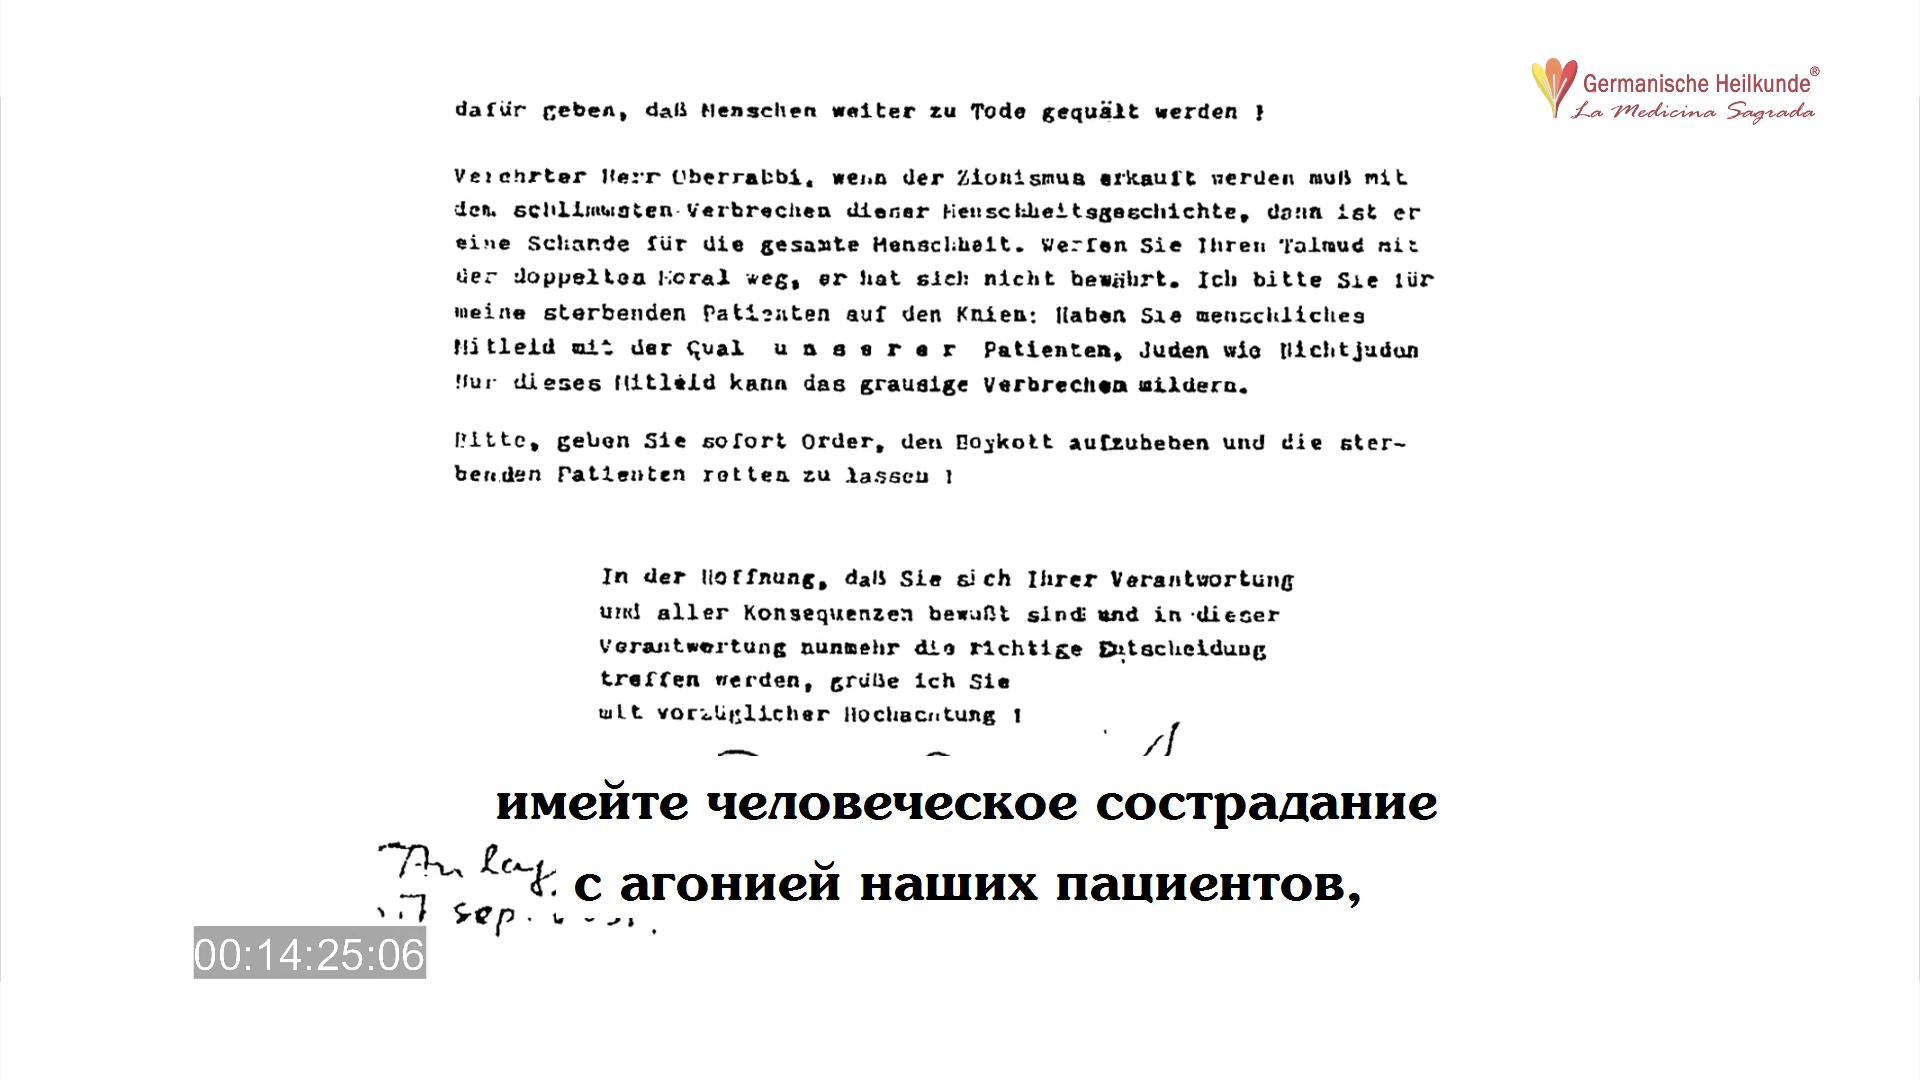 Germanische Heilkunde®
La Medicina Sagrada
dafür geben, daß Menschen weiter zu Tode gequält werden !
Verehrter Herr Oberrabbi, wenn der Zionismus erkauft werden muß mit
den schlimmsten Verbrechen dieser Menschheitsgeschichte, dann ist er
eine Schande für die gesamte Menschheit. Werfen Sie Ihren Talmud mit
der doppelten Moral weg, er hat sich nicht bewährt. Ich bitte Sie für
meine sterbenden Patienten auf den Knien: Haben Sie menschliches
Mitleid mit der Qual u n s e r e r Patienten, Juden wie Nichtjuden
Nur dieses Mitleid kann das grausige Verbrechen mildern.
Bitte, geben Sie sofort Order, den Boykott aufzuheben und die ster-
benden Patienten retten zu lassen !
In der Hoffnung, daß Sie sich Ihrer Verantwortung
und aller Konsequenzen bewußt sind und in dieser
Verantwortung nunmehr die richtige Entscheidung
treffen werden, grüße ich Sie
mit vorzüglicher Hochachtung !
имейте человеческое сострадание
с агонией наших пациентов,
sep.
00:14:25:06